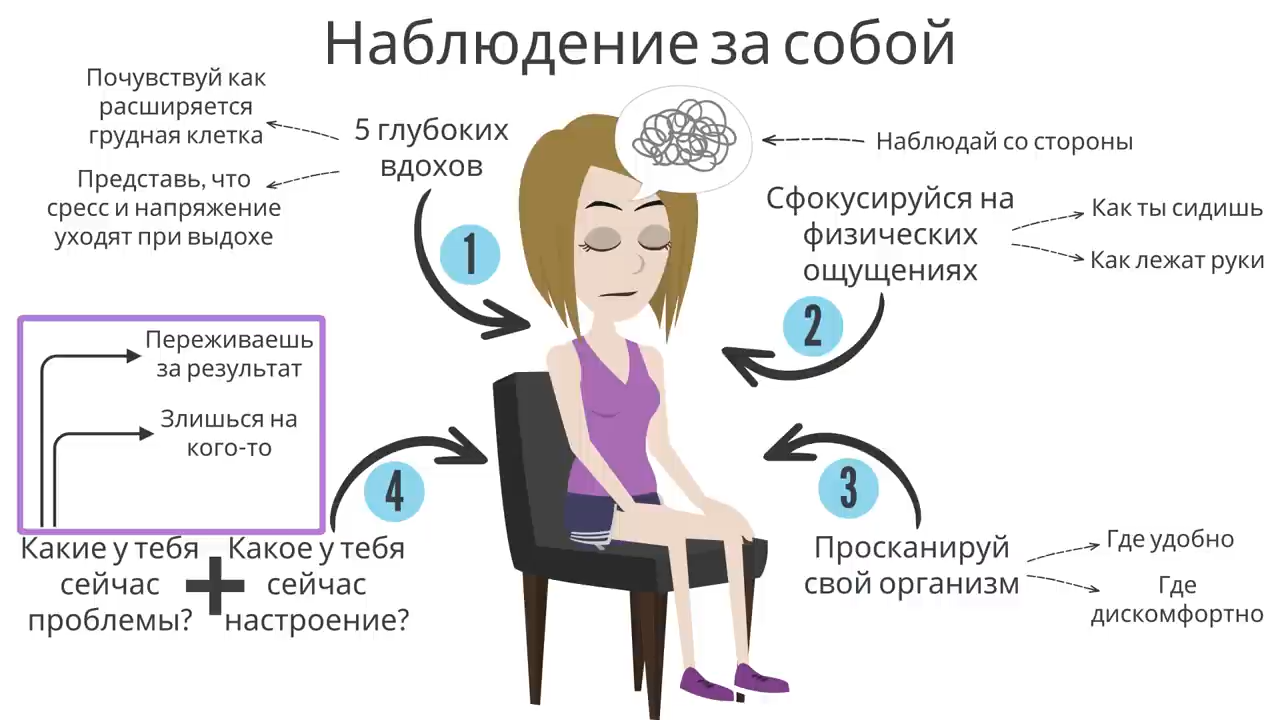 Наблюдение за собой
Почувствуй как
расширяется
грудная клетка
Представь, что
сресс и напряжение
уходят при выдохе
5 глубоких
вдохов
1
Наблюдай со стороны
Сфокусируйся на
физических
ощущениях
Как ты сидишь
Как лежат руки
2
Просканируй
свой организм
Где удобно
Где
дискомфортно
3
Переживаешь
за результат
Злишься на
кого-то
4
Какие у тебя
сейчас
проблемы?
+
Какое у тебя
сейчас
настроение?